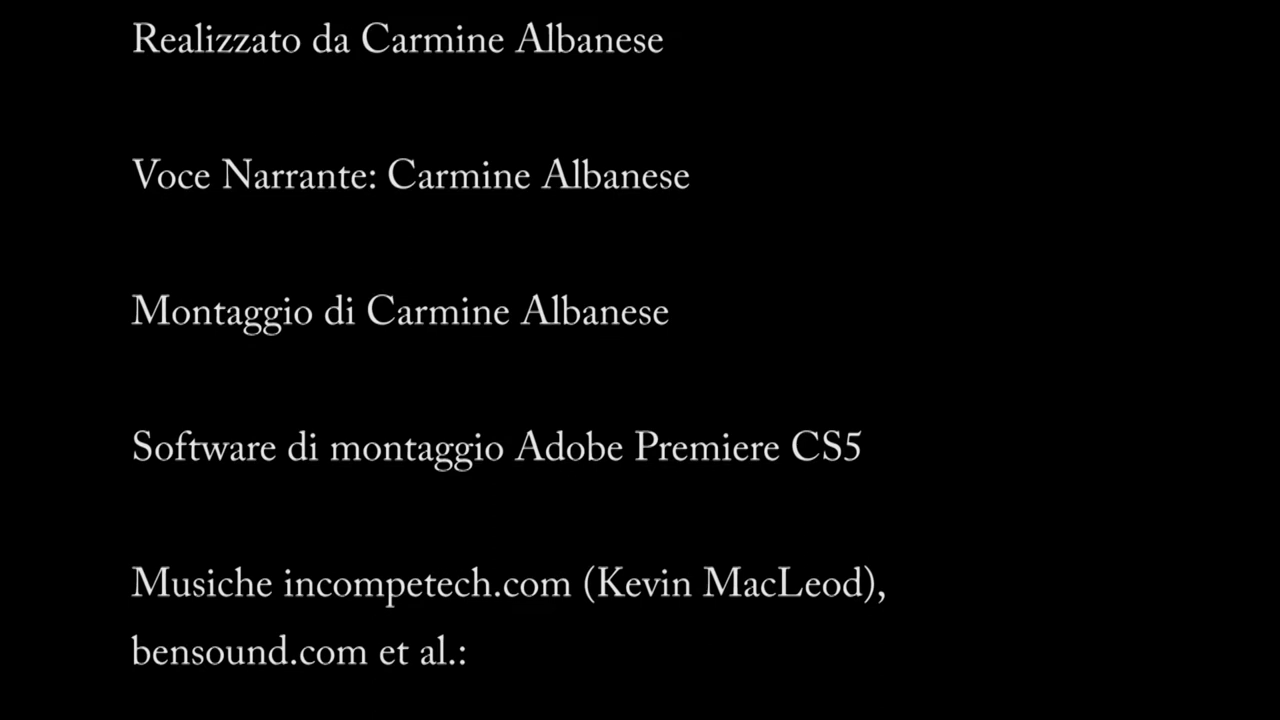 Realizzato da Carmine Albanese
Voce Narrante: Carmine Albanese
Montaggio di Carmine Albanese
Software di montaggio Adobe Premiere CS5
Musiche incompetech.com (Kevin MacLeod),
bensound.com et al.: